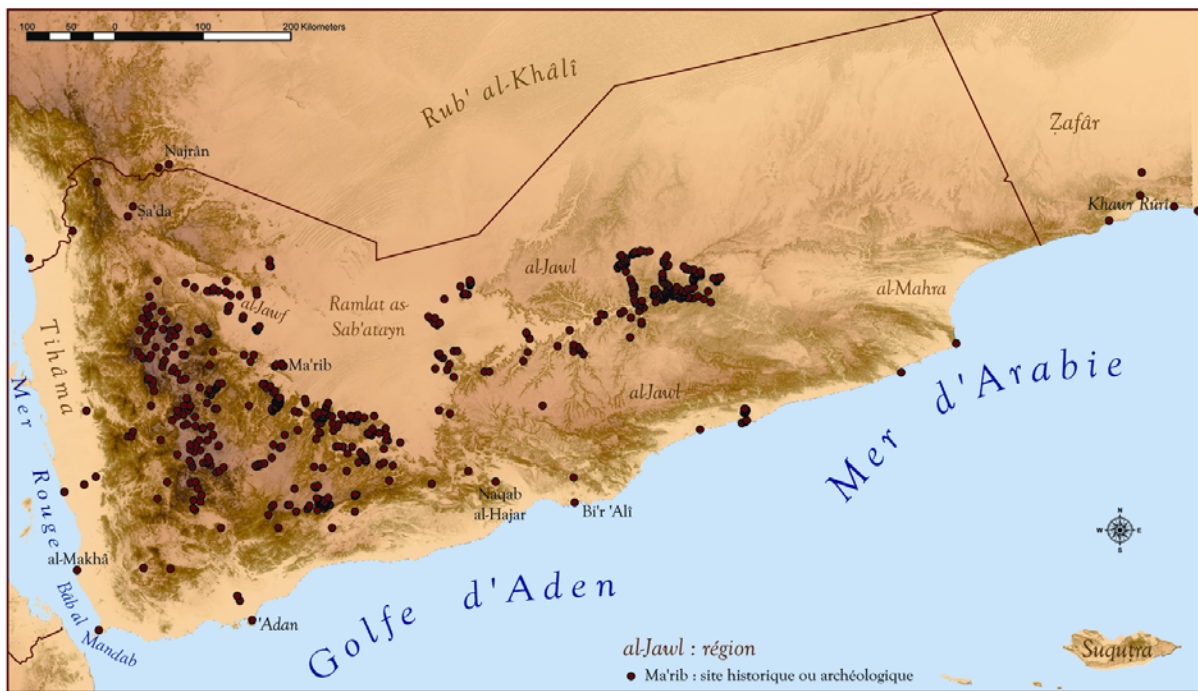 100 50 0 100 200 Kilometers
Rub' al-Khâlî
Ẓafâr
Najrân
Ṣa'da
Khawr Rûrî
al-Jawl
al-Mahra
al-Jawf
Ramlat as-
Sab'atayn
Tihâma
Ma'rib
al-Jawl
Mer d'Arabie
Mer Rouge
Naqab
al-Hajar
Bi'r 'Alî
al-Makhâ
Bâb al
Mandab
'Adan
Golfe d'Aden
N
W E
S
Suquṭra
al-Jawl : région
Ma'rib : site historique ou archéologique